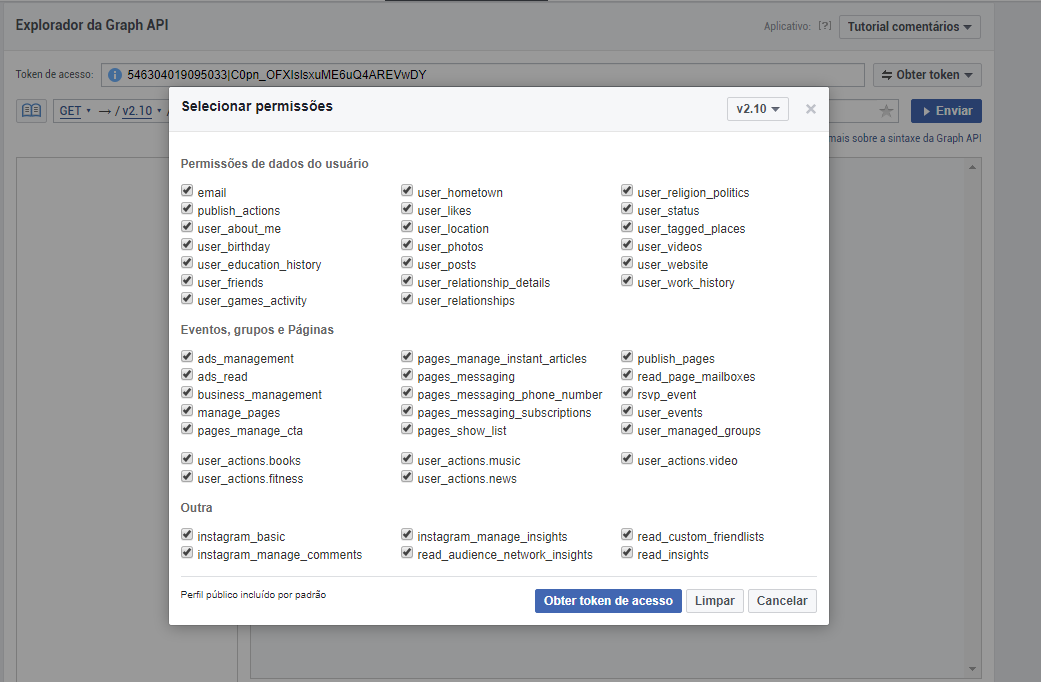 Explorador da Graph API
Aplicativo: [?] Tutorial comentários
Token de acesso: 546304019095033|C0pn_OFXIsIsxuME6uQ4AREVwDY Obter token
GET → / v2.10 /
Enviar
mais sobre a sintaxe da Graph API
Selecionar permissões v2.10 ×
Permissões de dados do usuário
email user_hometown user_religion_politics
publish_actions user_likes user_status
user_about_me user_location user_tagged_places
user_birthday user_photos user_videos
user_education_history user_posts user_website
user_friends user_relationship_details user_work_history
user_games_activity user_relationships
Eventos, grupos e Páginas
ads_management pages_manage_instant_articles publish_pages
ads_read pages_messaging read_page_mailboxes
business_management pages_messaging_phone_number rsvp_event
manage_pages pages_messaging_subscriptions user_events
pages_manage_cta pages_show_list user_managed_groups
user_actions.books user_actions.music user_actions.video
user_actions.fitness user_actions.news
Outra
instagram_basic instagram_manage_insights read_custom_friendlists
instagram_manage_comments read_audience_network_insights read_insights
Perfil público incluído por padrão
Obter token de acesso Limpar Cancelar